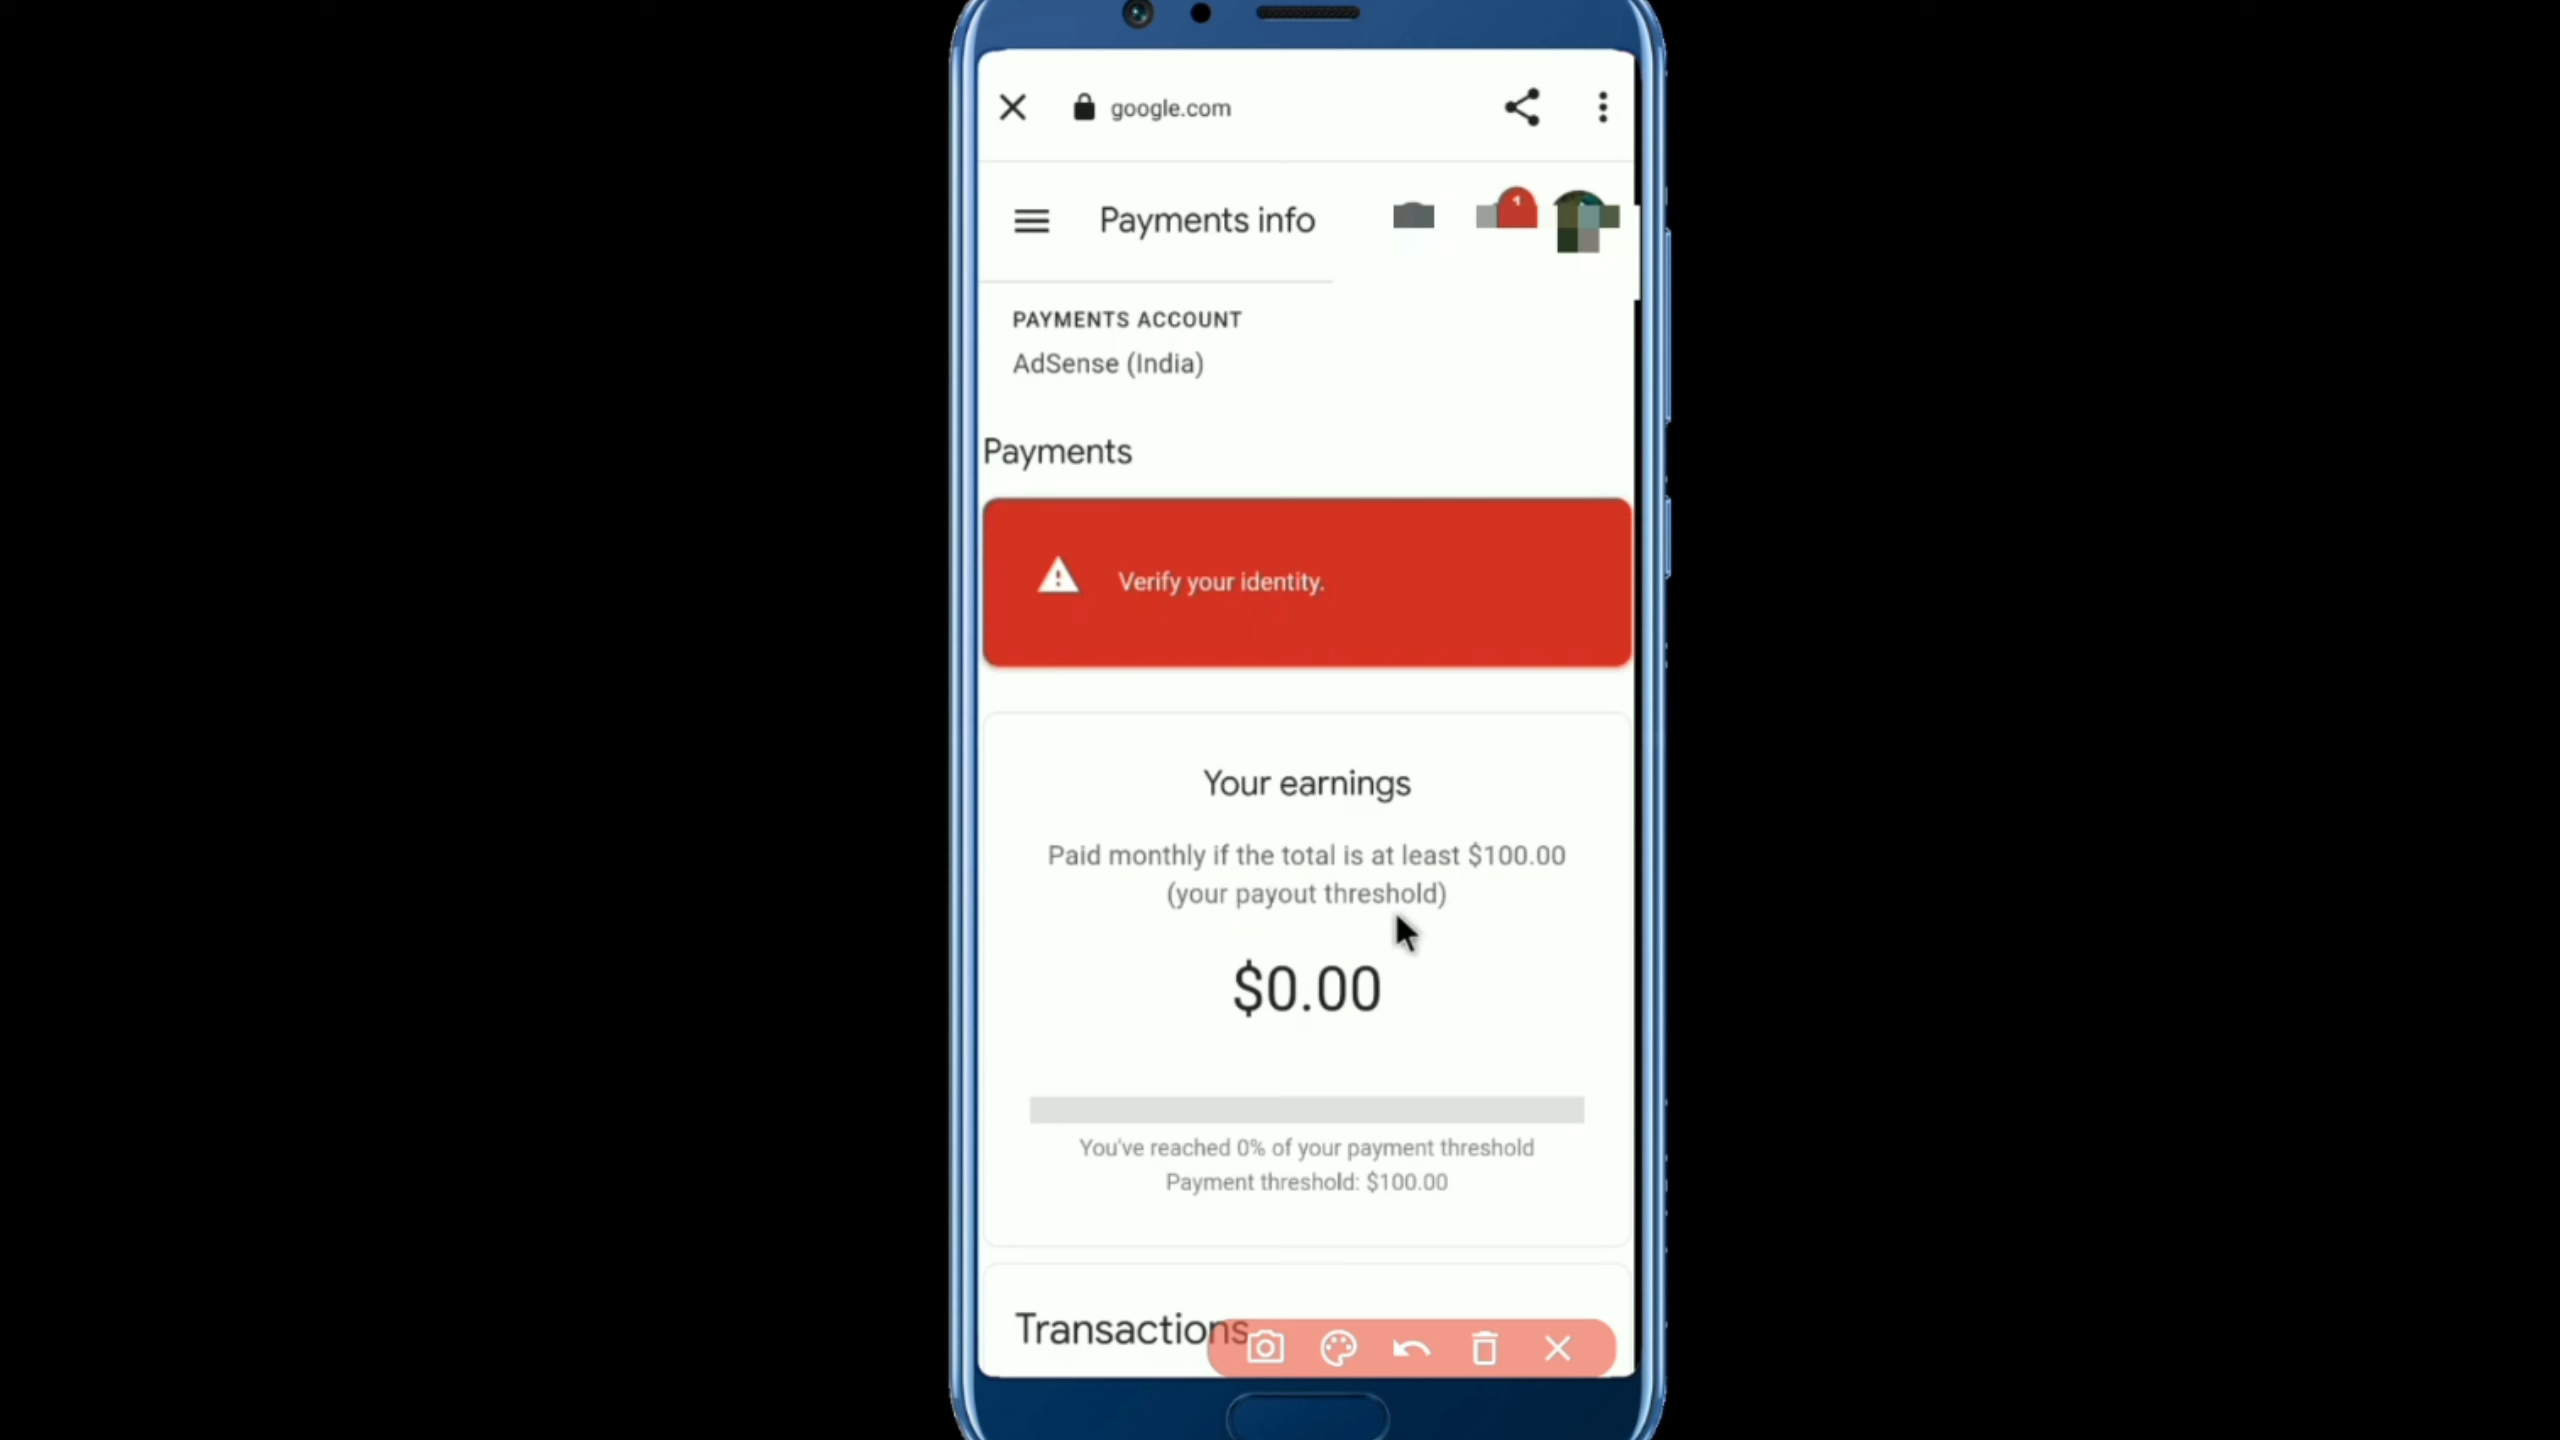 google.com
Payments info
1
PAYMENTS ACCOUNT
AdSense (India)
Payments
Verify your identity.
Your earnings
Paid monthly if the total is at least $100.00
(your payout threshold)
$0.00
You've reached 0% of your payment threshold
Payment threshold: $100.00
Transactions